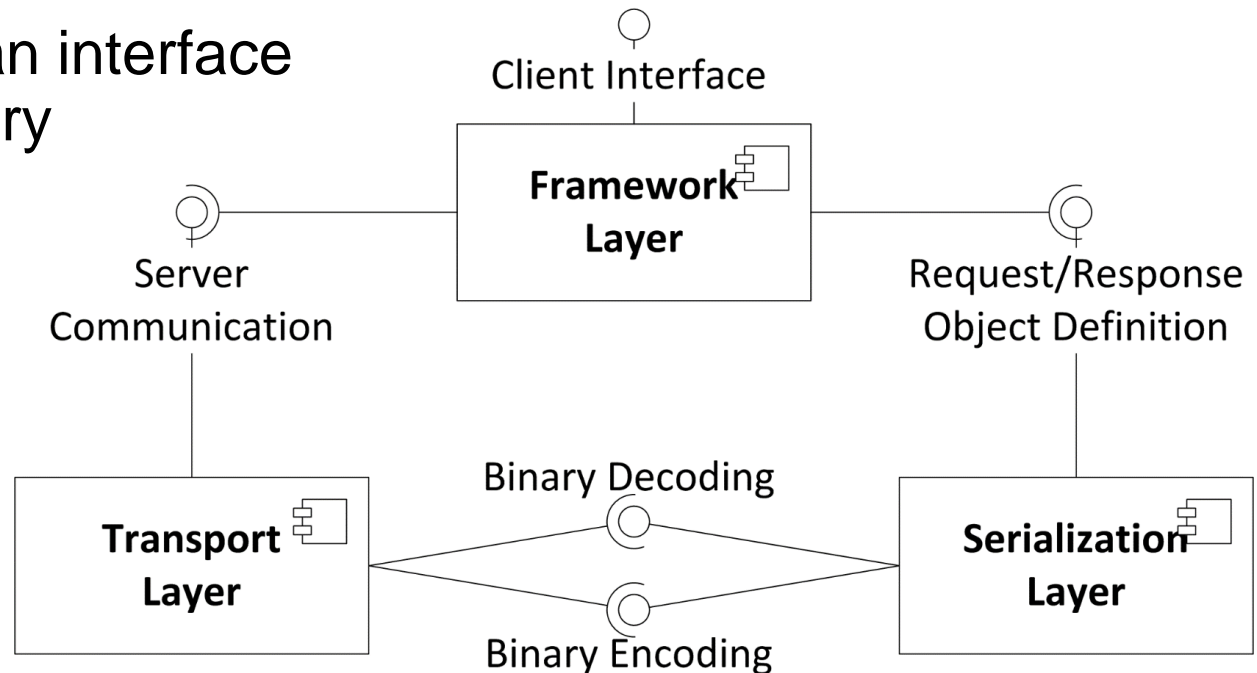 an interface
ry
Client Interface
Framework
Layer
Server
Communication
Request/Response
Object Definition
Binary Decoding
Transport
Layer
Serialization
Layer
Binary Encoding